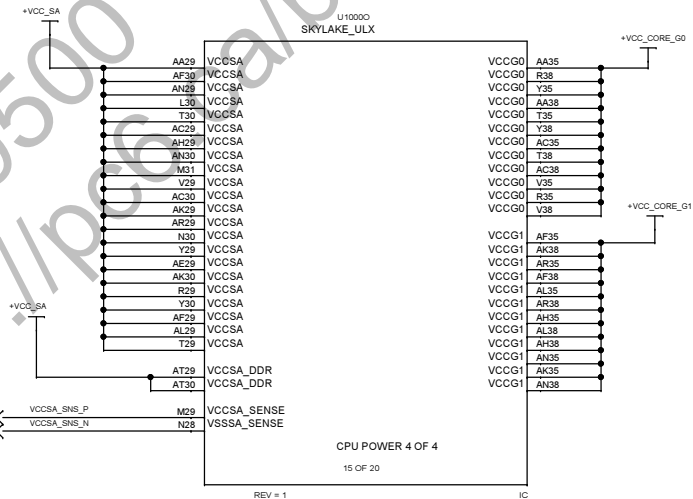 +VCC_SA
U1000O
SKYLAKE_ULX
+VCC_CORE_G0
AA29 VCCSA VCCG0 AA35
AF30 VCCSA VCCG0 R38
AN29 VCCSA VCCG0 Y35
L30 VCCSA VCCG0 AA38
T30 VCCSA VCCG0 T35
AC29 VCCSA VCCG0 Y38
AH29 VCCSA VCCG0 AC35
AN30 VCCSA VCCG0 T38
M31 VCCSA VCCG0 AC38
V29 VCCSA VCCG0 V35
AC30 VCCSA VCCG0 R35
AK29 VCCSA VCCG0 V38
+VCC_CORE_G1
AR29 VCCSA
N30 VCCSA VCCG1 AF35
Y29 VCCSA VCCG1 AK38
AE29 VCCSA VCCG1 AR35
AK30 VCCSA VCCG1 AF38
R29 VCCSA VCCG1 AL35
Y30 VCCSA VCCG1 AR38
AF29 VCCSA VCCG1 AH35
AL29 VCCSA VCCG1 AL38
T29 VCCSA VCCG1 AH38
+VCC_SA
VCCG1 AN35
AT29 VCCSA_DDR VCCG1 AK35
AT30 VCCSA_DDR VCCG1 AN38
VCCSA_SNS_P M29 VCCSA_SENSE
VCCSA_SNS_N N28 VSSSA_SENSE
CPU POWER 4 OF 4
15 OF 20
REV = 1 IC
500
://pc6.ca/p